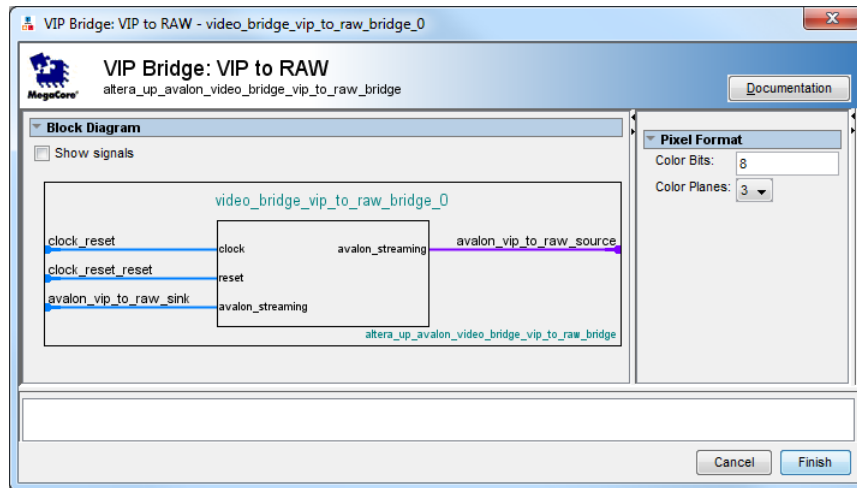 VIP Bridge: VIP to RAW - video_bridge_vip_to_raw_bridge_0
X
MegaCore'
VIP Bridge: VIP to RAW
altera_up_avalon_video_bridge_vip_to_raw_bridge
Documentation
Block Diagram
Show signals
video_bridge_vip_to_raw_bridge_0
clock_reset
clock
avalon_streaming
avalon_vip_to_raw_source
clock_reset_reset
reset
avalon_vip_to_raw_sink
avalon_streaming
altera_up_avalon_video_bridge_vip_to_raw_bridge
Pixel Format
Color Bits: 8
Color Planes: 3
Cancel
Finish